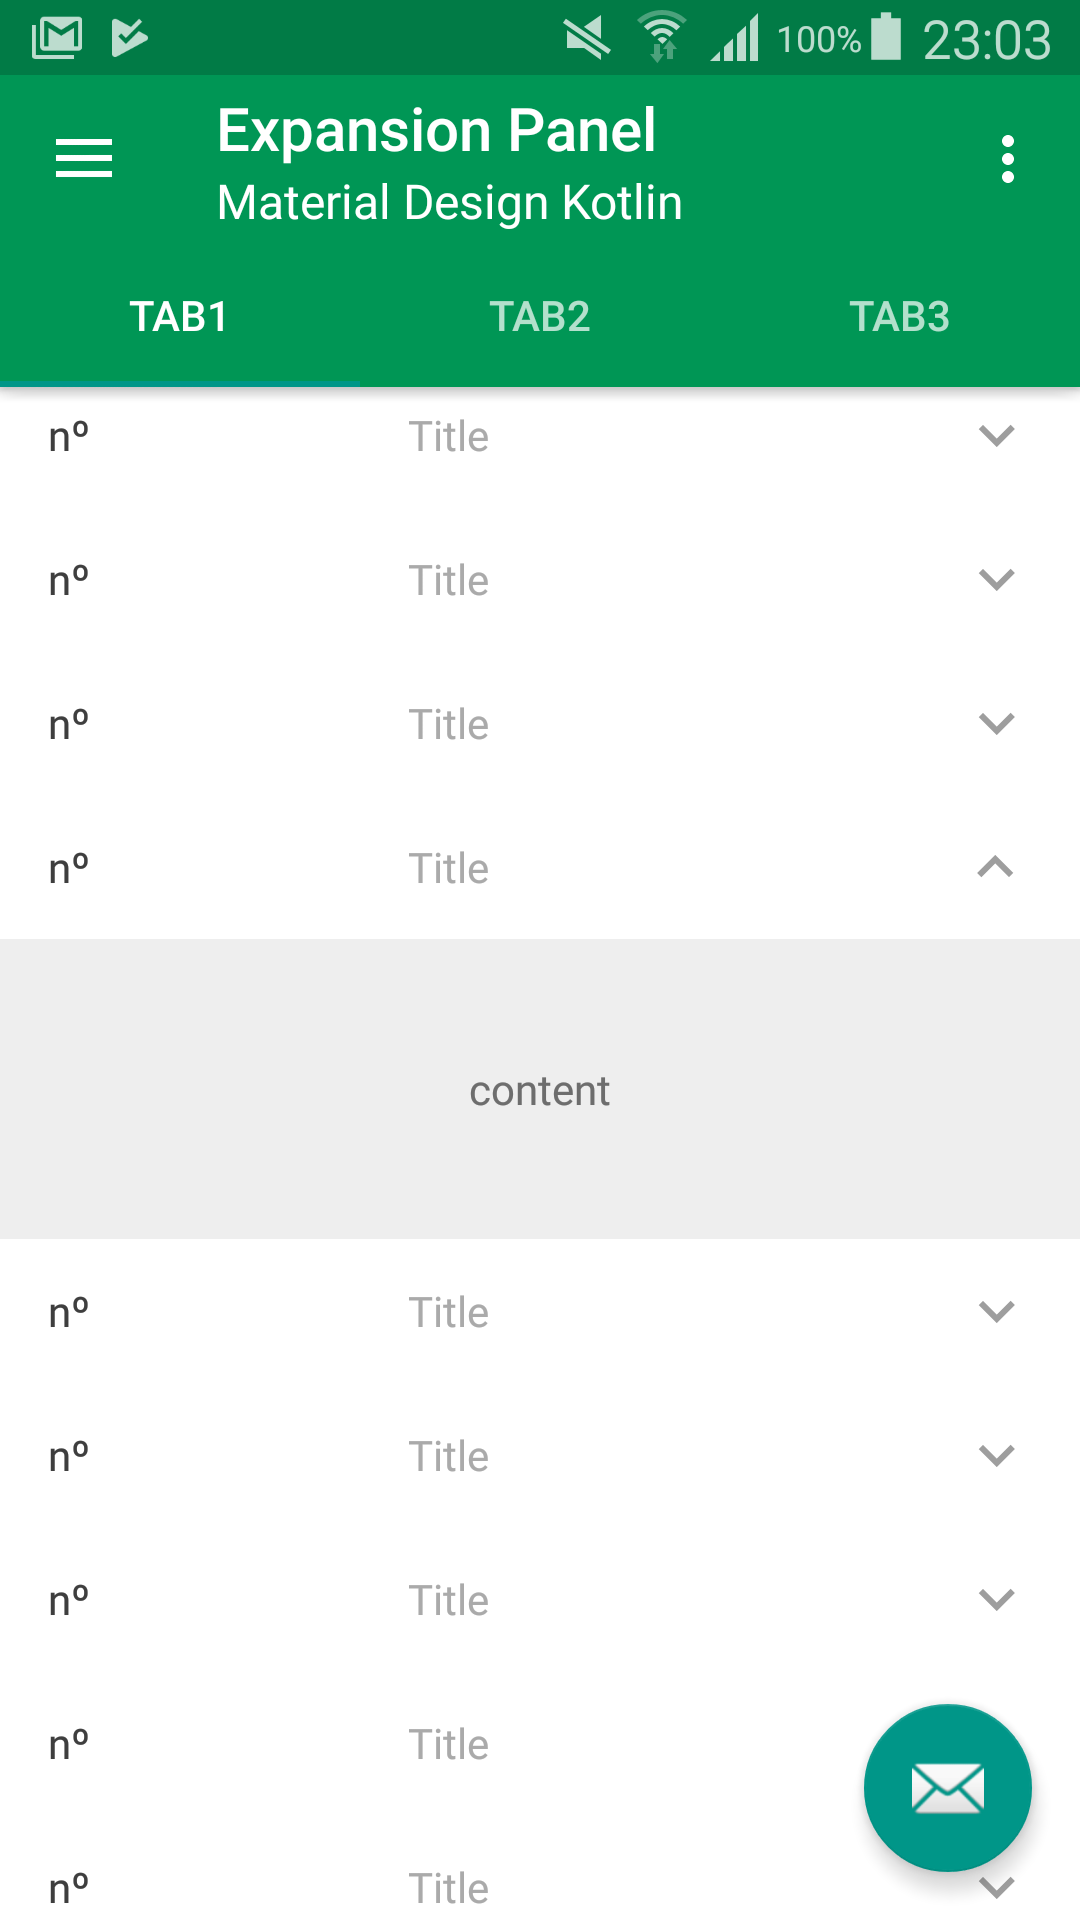 100% 23:03
Expansion Panel
Material Design Kotlin
TAB1 TAB2 TAB3
nº Title
nº Title
nº Title
nº Title
content
nº Title
nº Title
nº Title
nº Title
nº Title